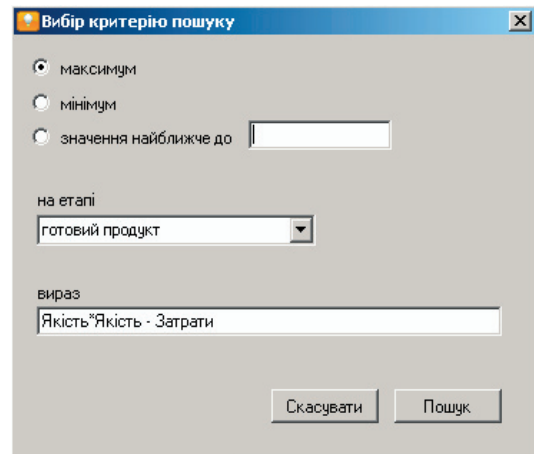 Вибір критерію пошуку
максимум
мінімум
значення найближче до
на етапі
готовий продукт
вираз
Якість*Якість - Затрати
Скасувати Пошук